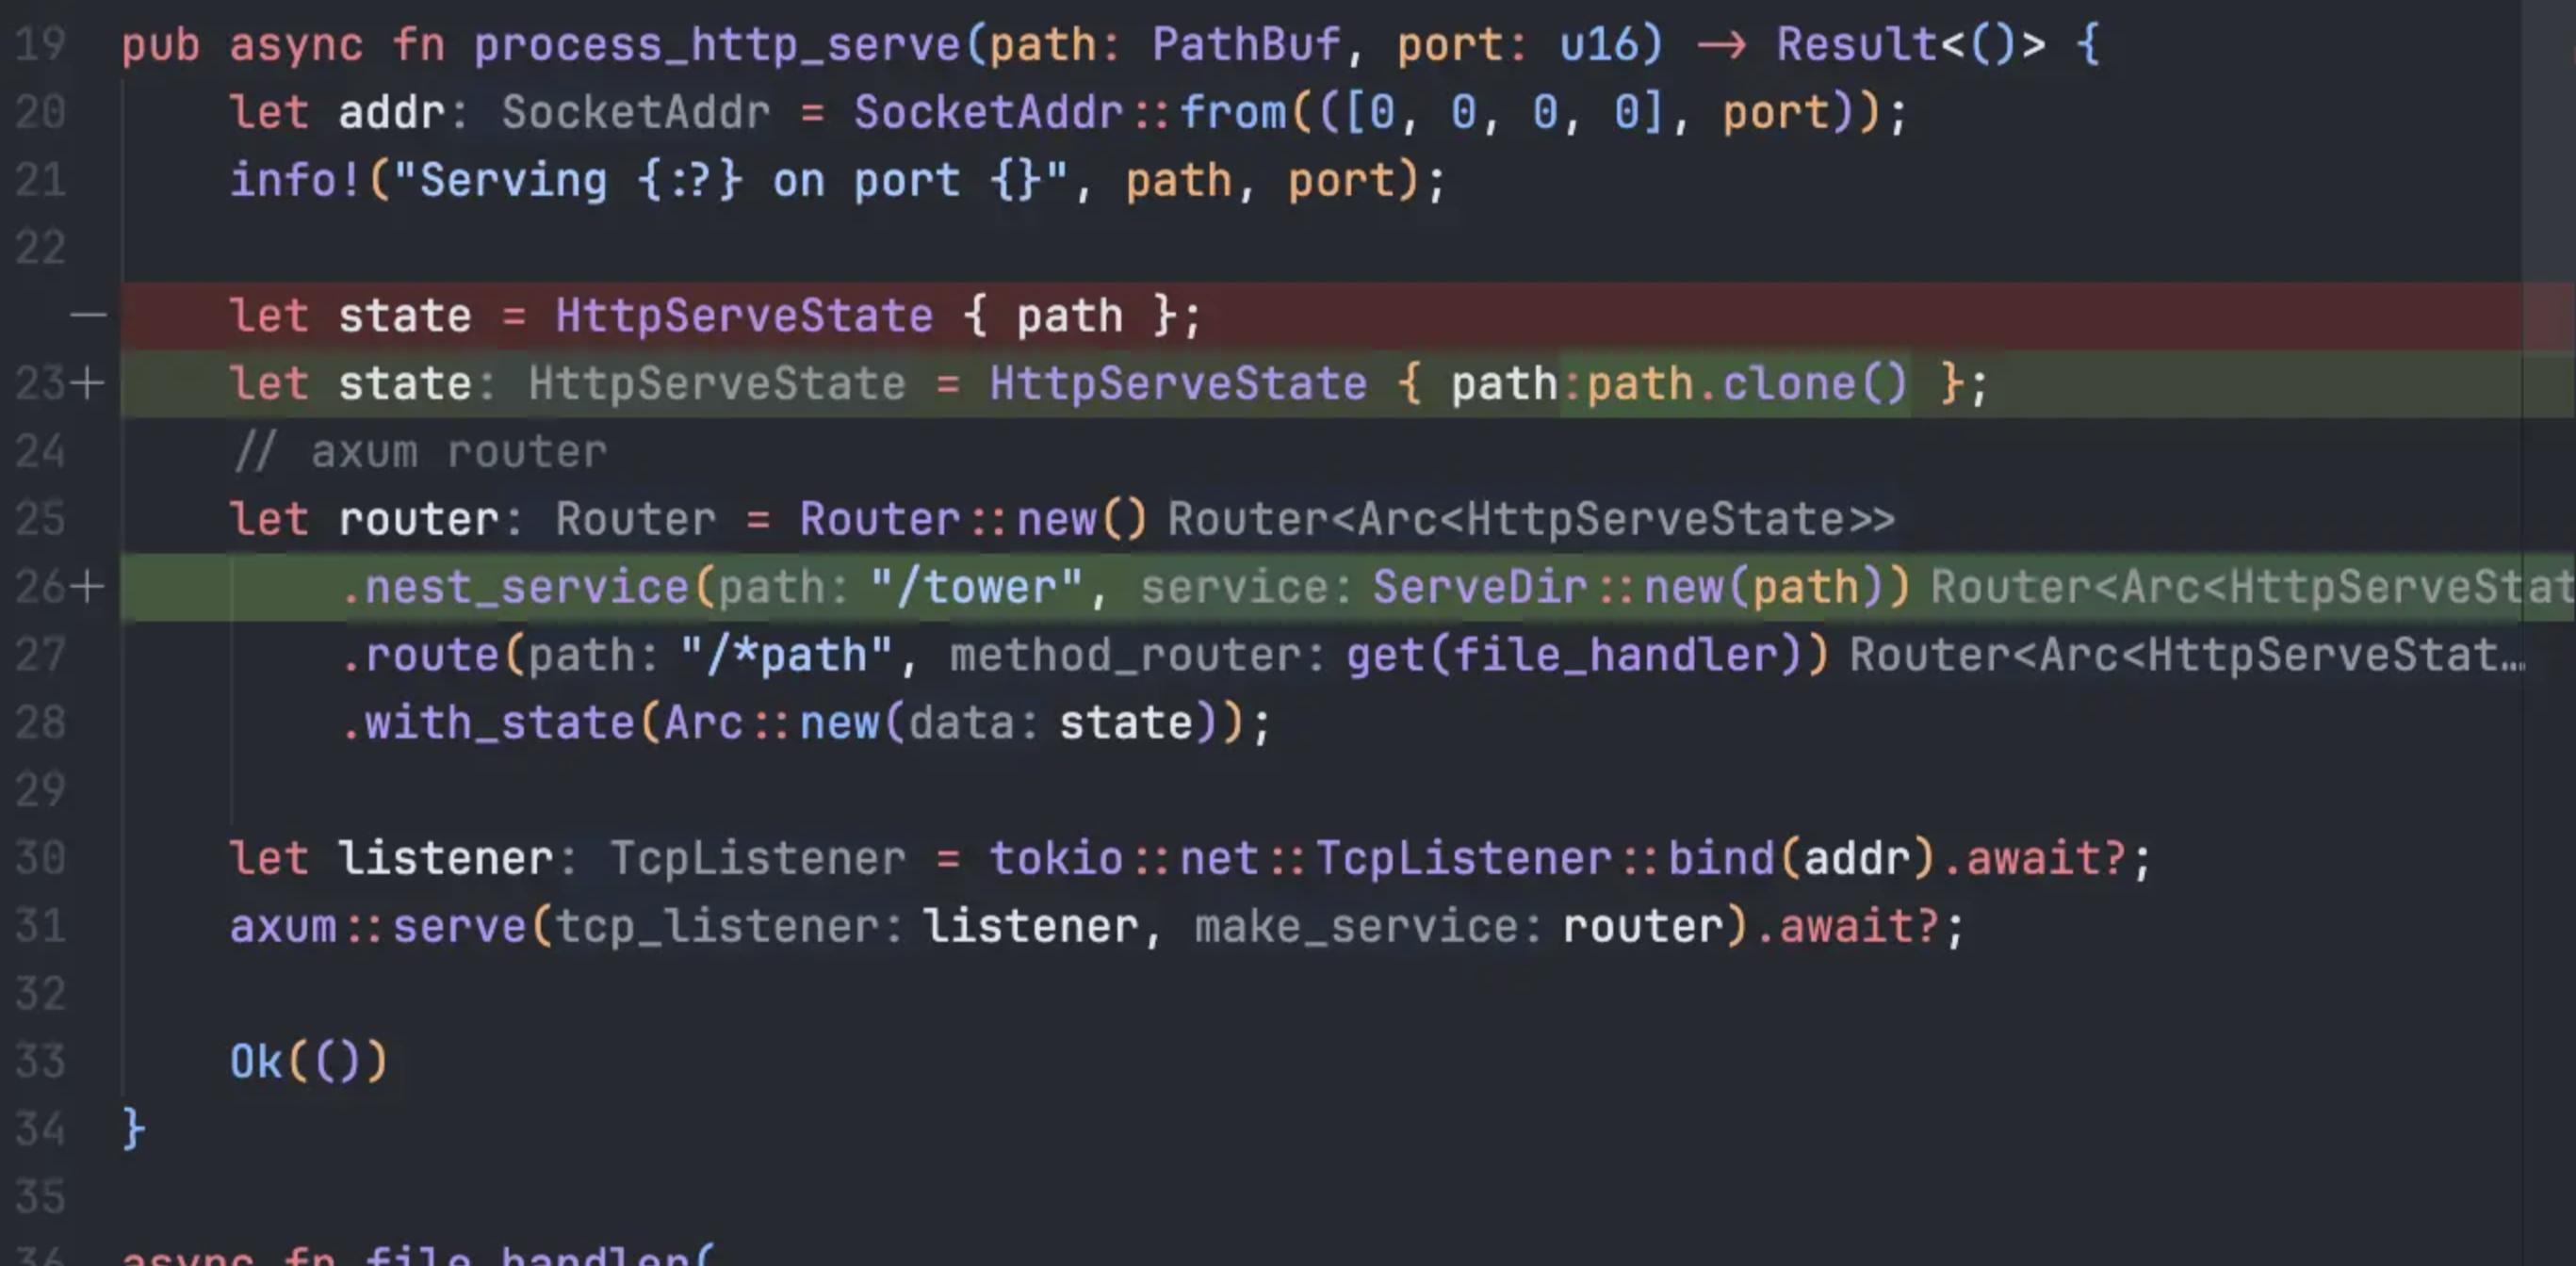 19 pub async fn process_http_serve(path: PathBuf, port: u16) → Result<()> {
20 let addr: SocketAddr = SocketAddr::from(([0, 0, 0, 0], port));
21 info!("Serving {:?} on port {}", path, port);
22
— let state = HttpServeState { path };
23+ let state: HttpServeState = HttpServeState { path:path.clone() };
24 // axum router
25 let router: Router = Router::new() Router<Arc<HttpServeState>>
26+ .nest_service(path: "/tower", service: ServeDir::new(path)) Router<Arc<HttpServeStat
27 .route(path: "/*path", method_router: get(file_handler)) Router<Arc<HttpServeStat…
28 .with_state(Arc::new(data: state));
29
30 let listener: TcpListener = tokio::net::TcpListener::bind(addr).await?;
31 axum::serve(tcp_listener: listener, make_service: router).await?;
32
33 Ok(())
34 }
35
36 async fn file_handler(